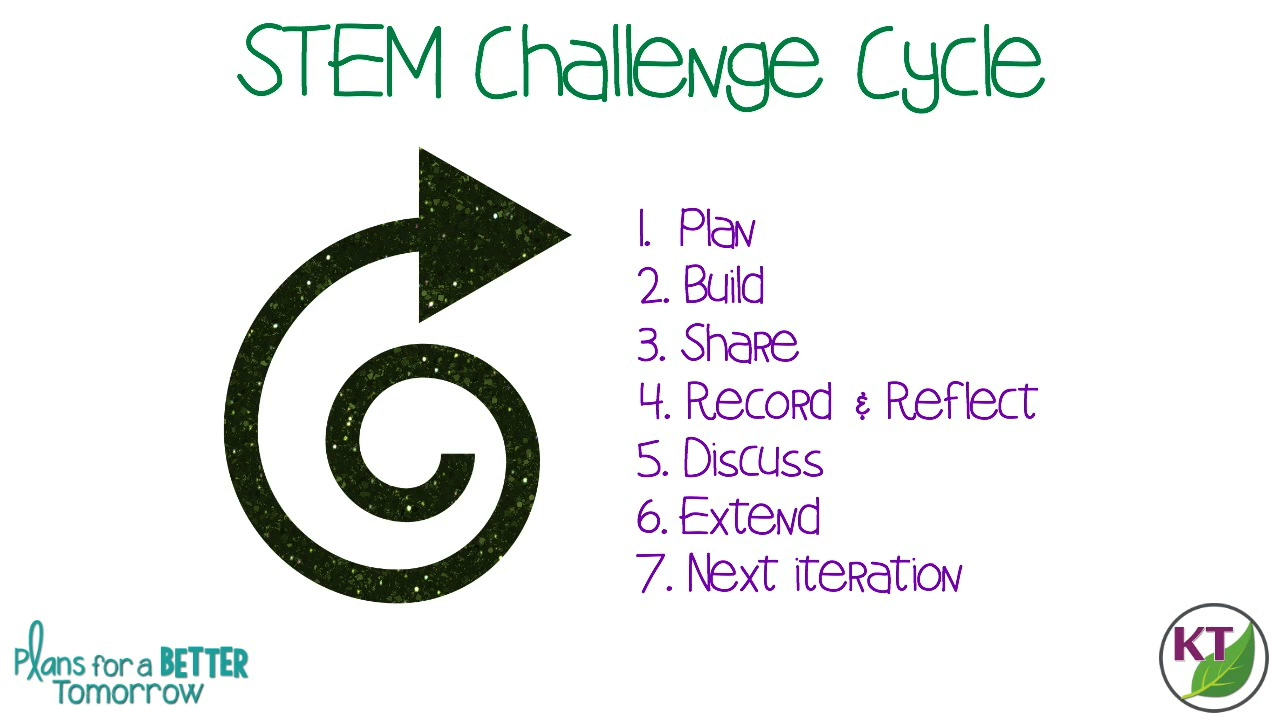 STEM Challenge Cycle
1. Plan
2. Build
3. Share
4. Record & Reflect
5. Discuss
6. Extend
7. Next iteration
Plans for a BETTER
Tomorrow
KT